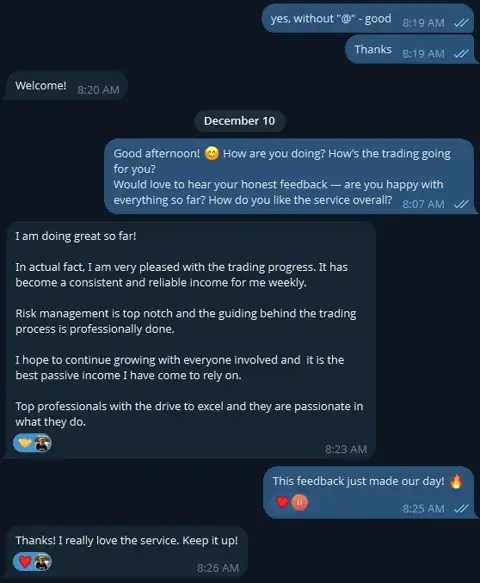 yes, without "@" - good 8:19 AM
Thanks 8:19 AM
Welcome! 8:20 AM
December 10
Good afternoon! 😊 How are you doing? How's the trading going
for you?
Would love to hear your honest feedback — are you happy with
everything so far? How do you like the service overall? 8:07 AM
I am doing great so far!
In actual fact, I am very pleased with the trading progress. It has
become a consistent and reliable income for me weekly.
Risk management is top notch and the guiding behind the trading
process is professionally done.
I hope to continue growing with everyone involved and  it is the
best passive income I have come to rely on.
Top professionals with the drive to excel and they are passionate in
what they do.
8:23 AM
This feedback just made our day! 🔥
8:25 AM
Thanks! I really love the service. Keep it up!
8:26 AM